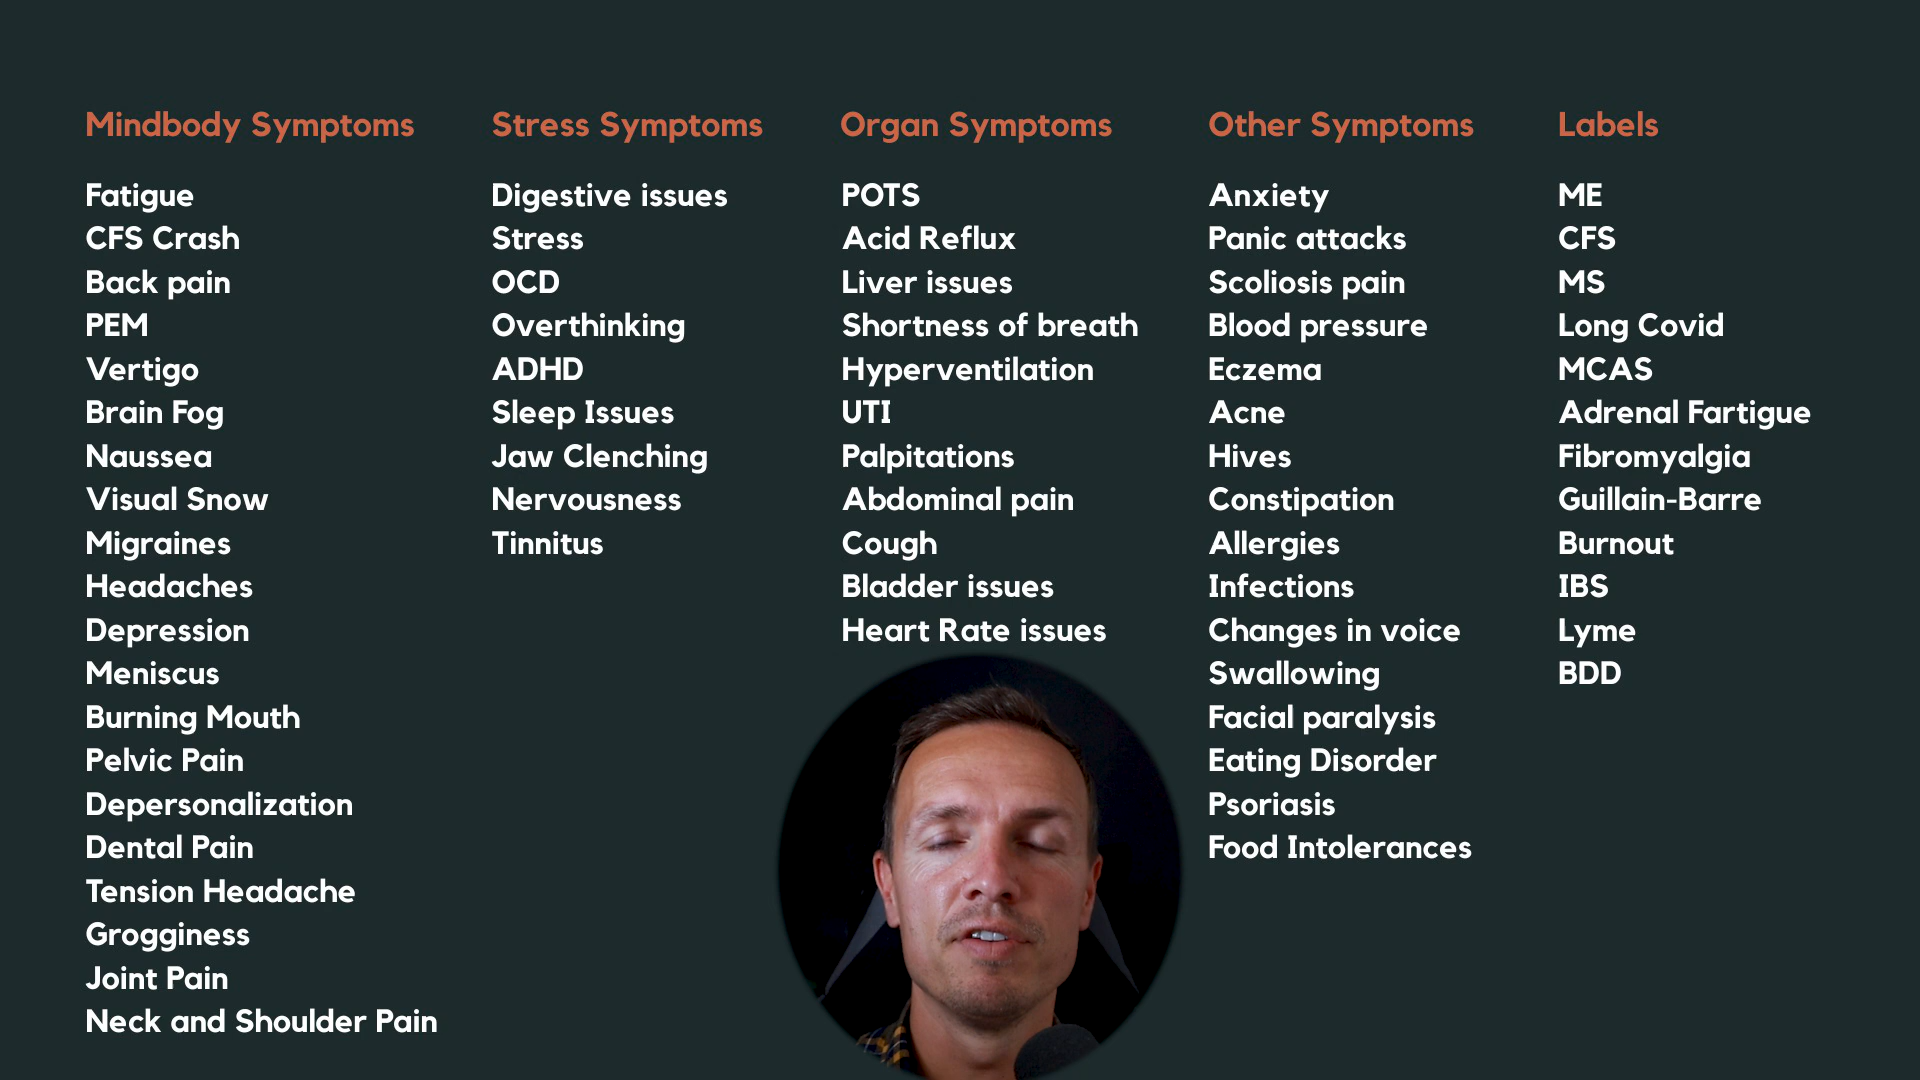 Mindbody Symptoms
Fatigue
CFS Crash
Back pain
PEM
Vertigo
Brain Fog
Naussea
Visual Snow
Migraines
Headaches
Depression
Meniscus
Burning Mouth
Pelvic Pain
Depersonalization
Dental Pain
Tension Headache
Grogginess
Joint Pain
Neck and Shoulder Pain
Stress Symptoms
Digestive issues
Stress
OCD
Overthinking
ADHD
Sleep Issues
Jaw Clenching
Nervousness
Tinnitus
Organ Symptoms
POTS
Acid Reflux
Liver issues
Shortness of breath
Hyperventilation
UTI
Palpitations
Abdominal pain
Cough
Bladder issues
Heart Rate issues
Other Symptoms
Anxiety
Panic attacks
Scoliosis pain
Blood pressure
Eczema
Acne
Hives
Constipation
Allergies
Infections
Changes in voice
Swallowing
Facial paralysis
Eating Disorder
Psoriasis
Food Intolerances
Labels
ME
CFS
MS
Long Covid
MCAS
Adrenal Fartigue
Fibromyalgia
Guillain-Barre
Burnout
IBS
Lyme
BDD